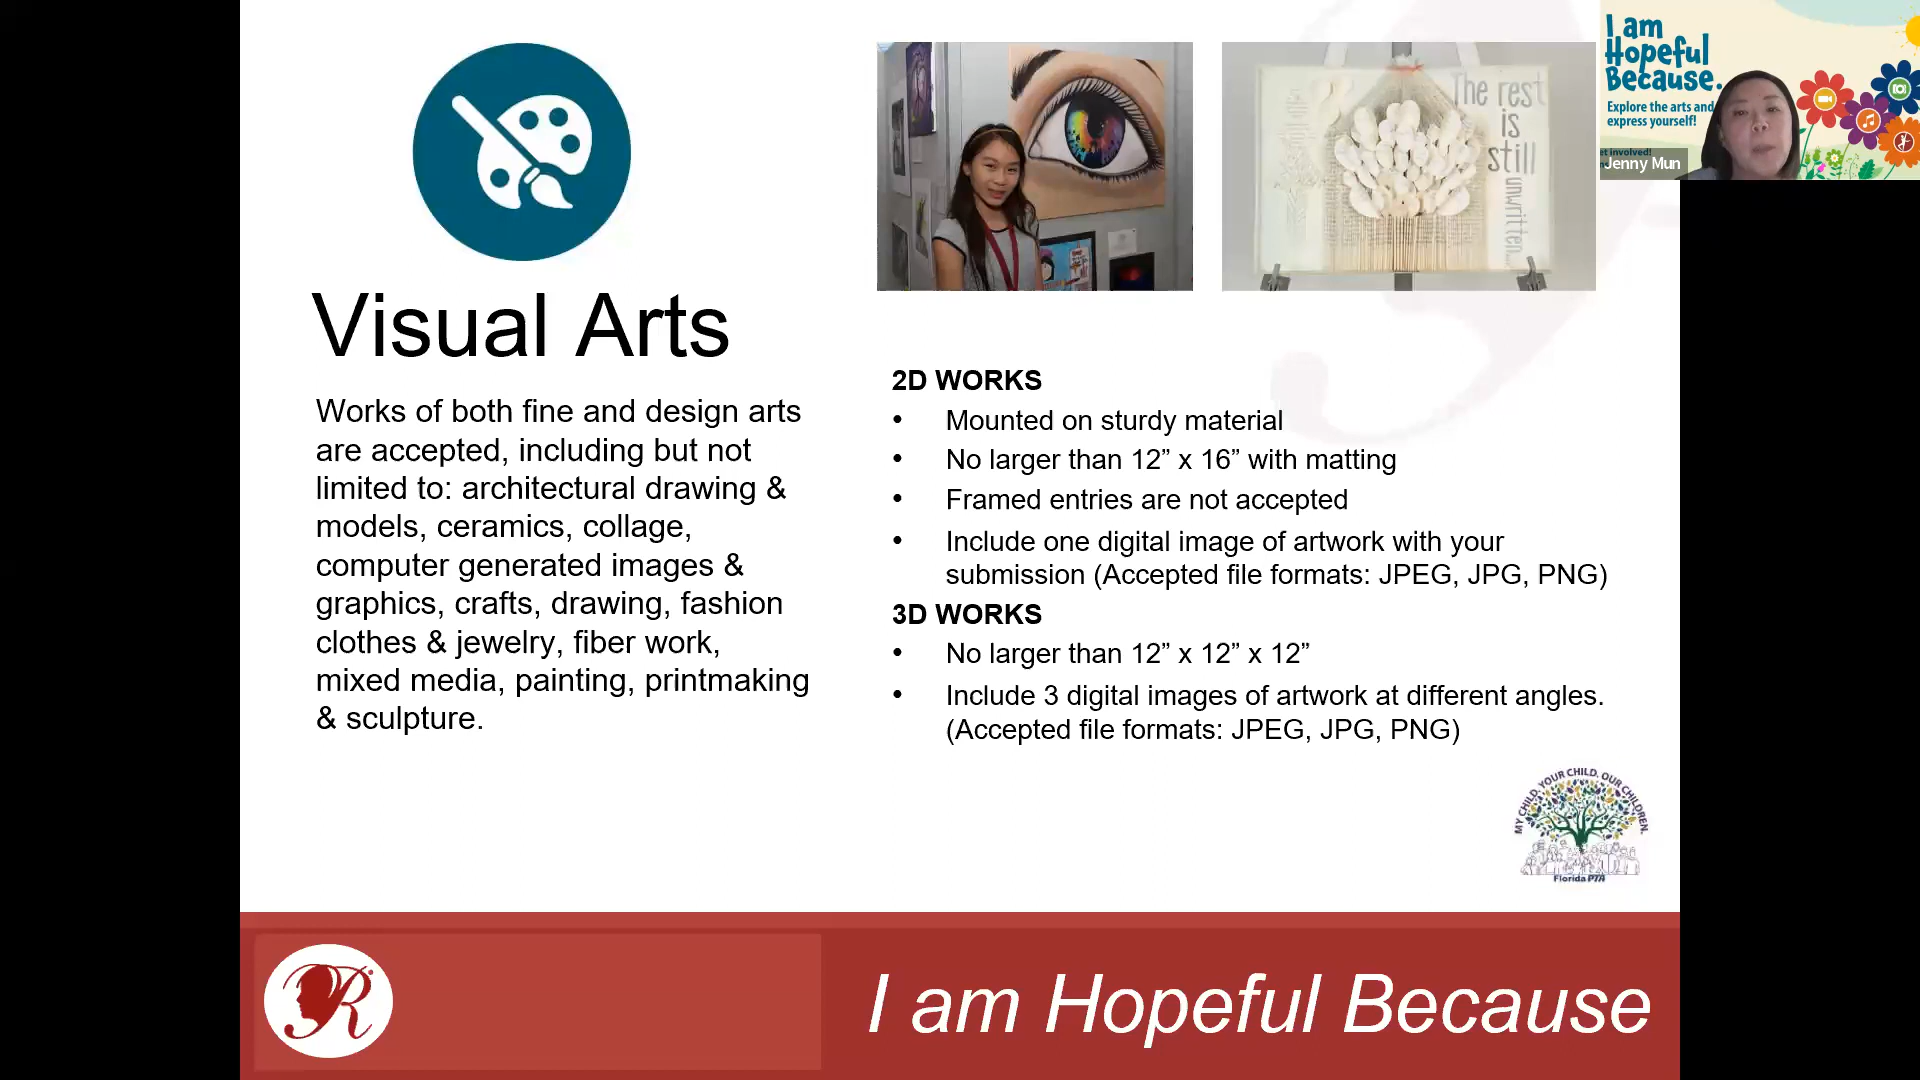 Visual Arts
Works of both fine and design arts
are accepted, including but not
limited to: architectural drawing &
models, ceramics, collage,
computer generated images &
graphics, crafts, drawing, fashion
clothes & jewelry, fiber work,
mixed media, painting, printmaking
& sculpture.
The rest
is
still
unwritten...
2D WORKS
• Mounted on sturdy material
• No larger than 12” x 16” with matting
• Framed entries are not accepted
• Include one digital image of artwork with your
submission (Accepted file formats: JPEG, JPG, PNG)
3D WORKS
• No larger than 12” x 12” x 12”
• Include 3 digital images of artwork at different angles.
(Accepted file formats: JPEG, JPG, PNG)
MY CHILD. YOUR CHILD. OUR CHILDREN.
Florida PTA
R
I am Hopeful Because
I am
Hopeful
Because.
Explore the arts and
express yourself!
et involved!
Jenny Mun